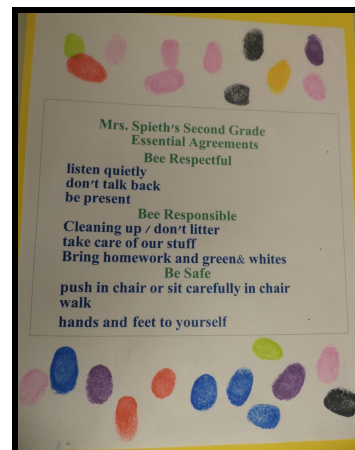 Mrs. Spieth's Second Grade
Essential Agreements
Bee Respectful
listen quietly
don't talk back
be present
Bee Responsible
Cleaning up / don't litter
take care of our stuff
Bring homework and green& whites
Be Safe
push in chair or sit carefully in chair
walk
hands and feet to yourself